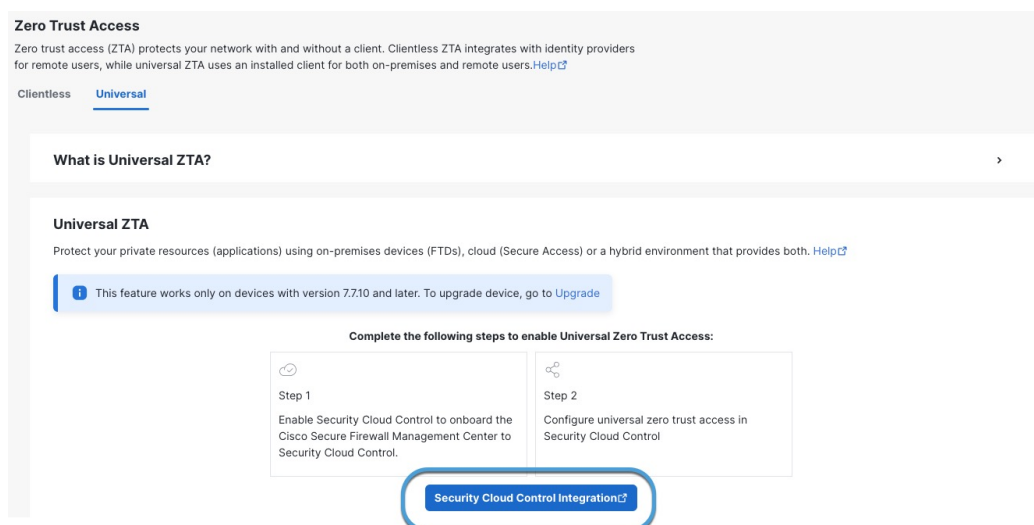 Zero Trust Access
Zero trust access (ZTA) protects your network with and without a client. Clientless ZTA integrates with identity providers
for remote users, while universal ZTA uses an installed client for both on-premises and remote users.Help
Clientless Universal
What is Universal ZTA?
Universal ZTA
Protect your private resources (applications) using on-premises devices (FTDs), cloud (Secure Access) or a hybrid environment that provides both. Help
This feature works only on devices with version 7.7.10 and later. To upgrade device, go to Upgrade
Complete the following steps to enable Universal Zero Trust Access:
Step 1
Enable Security Cloud Control to onboard the
Cisco Secure Firewall Management Center to
Security Cloud Control.
Step 2
Configure universal zero trust access in
Security Cloud Control
Security Cloud Control Integration